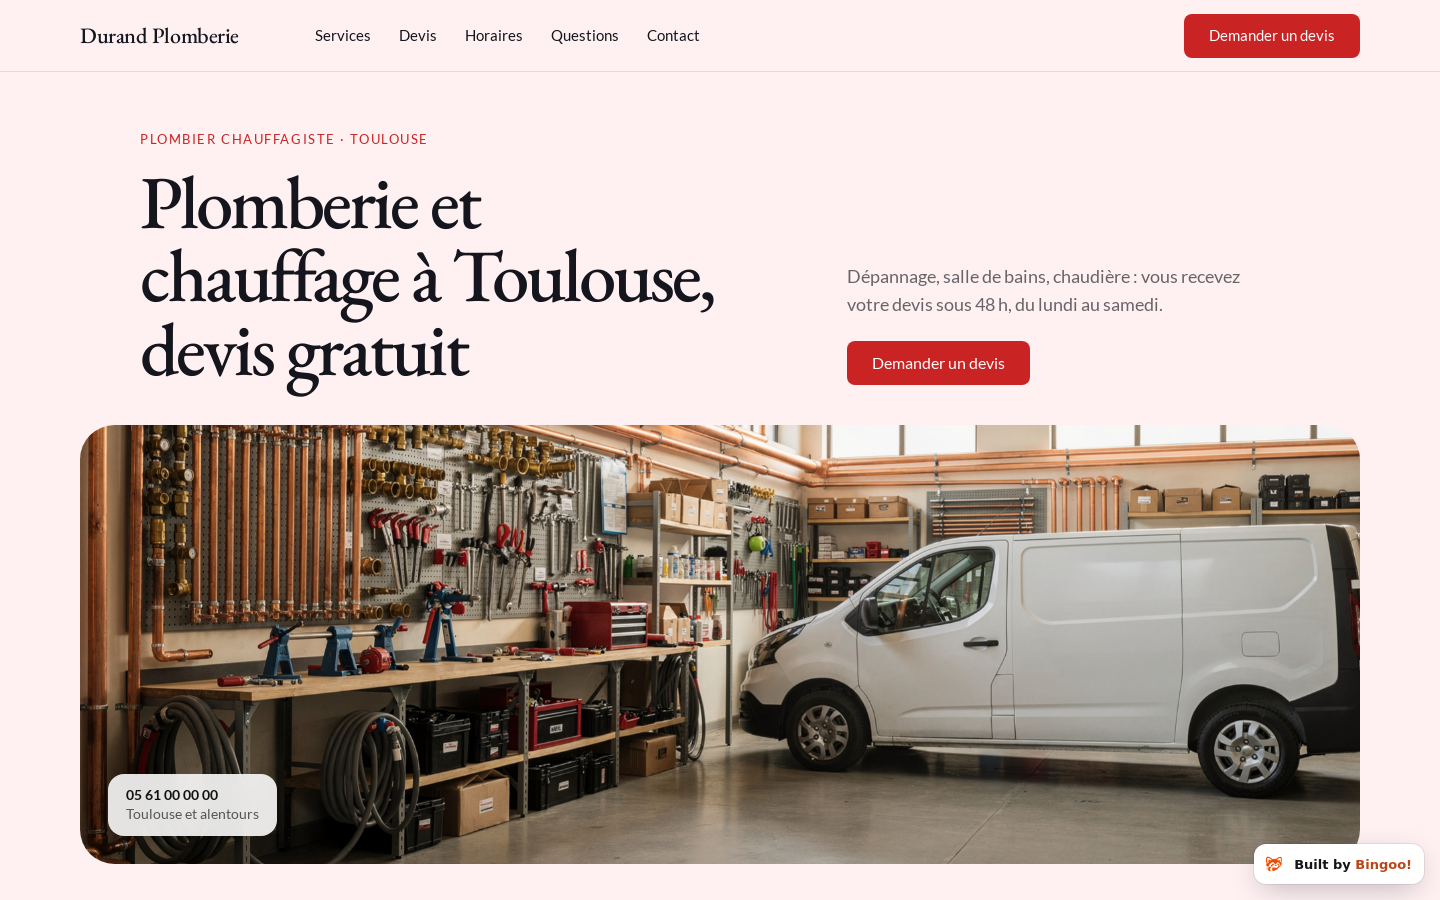 Durand Plomberie
Services
Devis
Horaires
Questions
Contact
Demander un devis
PLOMBIER CHAUFFAGISTE · TOULOUSE
Plomberie et
chauffage à Toulouse,
devis gratuit
Dépannage, salle de bains, chaudière : vous recevez
votre devis sous 48 h, du lundi au samedi.
Demander un devis
05 61 00 00 00
Toulouse et alentours
Built by Bingoo!